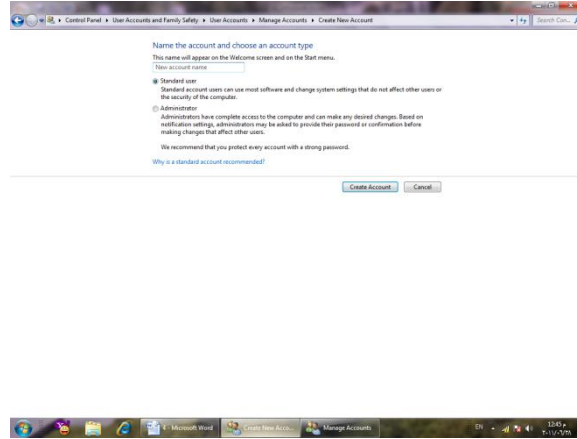 Control Panel ▸ User Accounts and Family Safety ▸ User Accounts ▸ Manage Accounts ▸ Create New Account
Search Con...
Name the account and choose an account type
This name will appear on the Welcome screen and on the Start menu.
New account name
Standard user
Standard account users can use most software and change system settings that do not affect other users or
the security of the computer.
Administrator
Administrators have complete access to the computer and can make any desired changes. Based on
notification settings, administrators may be asked to provide their password or confirmation before
making changes that affect other users.
We recommend that you protect every account with a strong password.
Why is a standard account recommended?
Create Account
Cancel
- Microsoft Word
Create New Acco...
Manage Accounts
EN
12:45 م